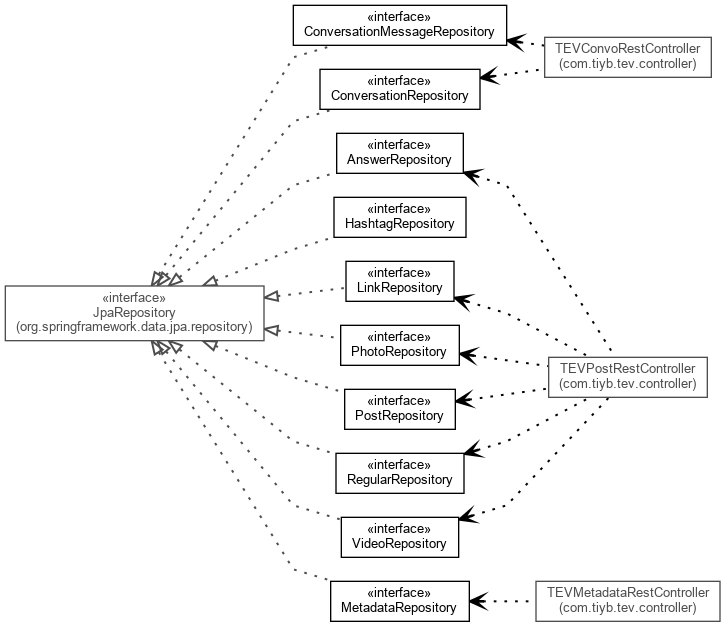 «interface»
ConversationMessageRepository
TEVConvoRestController
(com.tiyb.tev.controller)
«interface»
ConversationRepository
«interface»
AnswerRepository
«interface»
HashtagRepository
«interface»
LinkRepository
«interface»
JpaRepository
(org.springframework.data.jpa.repository)
«interface»
PhotoRepository
TEVPostRestController
(com.tiyb.tev.controller)
«interface»
PostRepository
«interface»
RegularRepository
«interface»
VideoRepository
«interface»
MetadataRepository
TEVMetadataRestController
(com.tiyb.tev.controller)